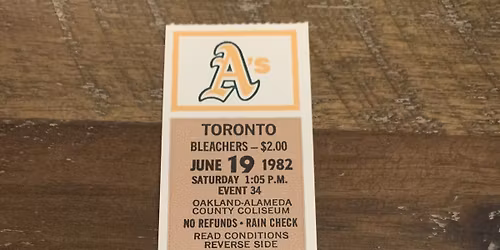 A's
TORONTO
BLEACHERS – $2.00
JUNE 19 1982
SATURDAY 1:05 P.M.
EVENT 34
OAKLAND-ALAMEDA
COUNTY COLISEUM
NO REFUNDS • RAIN CHECK
READ CONDITIONS
REVERSE SIDE